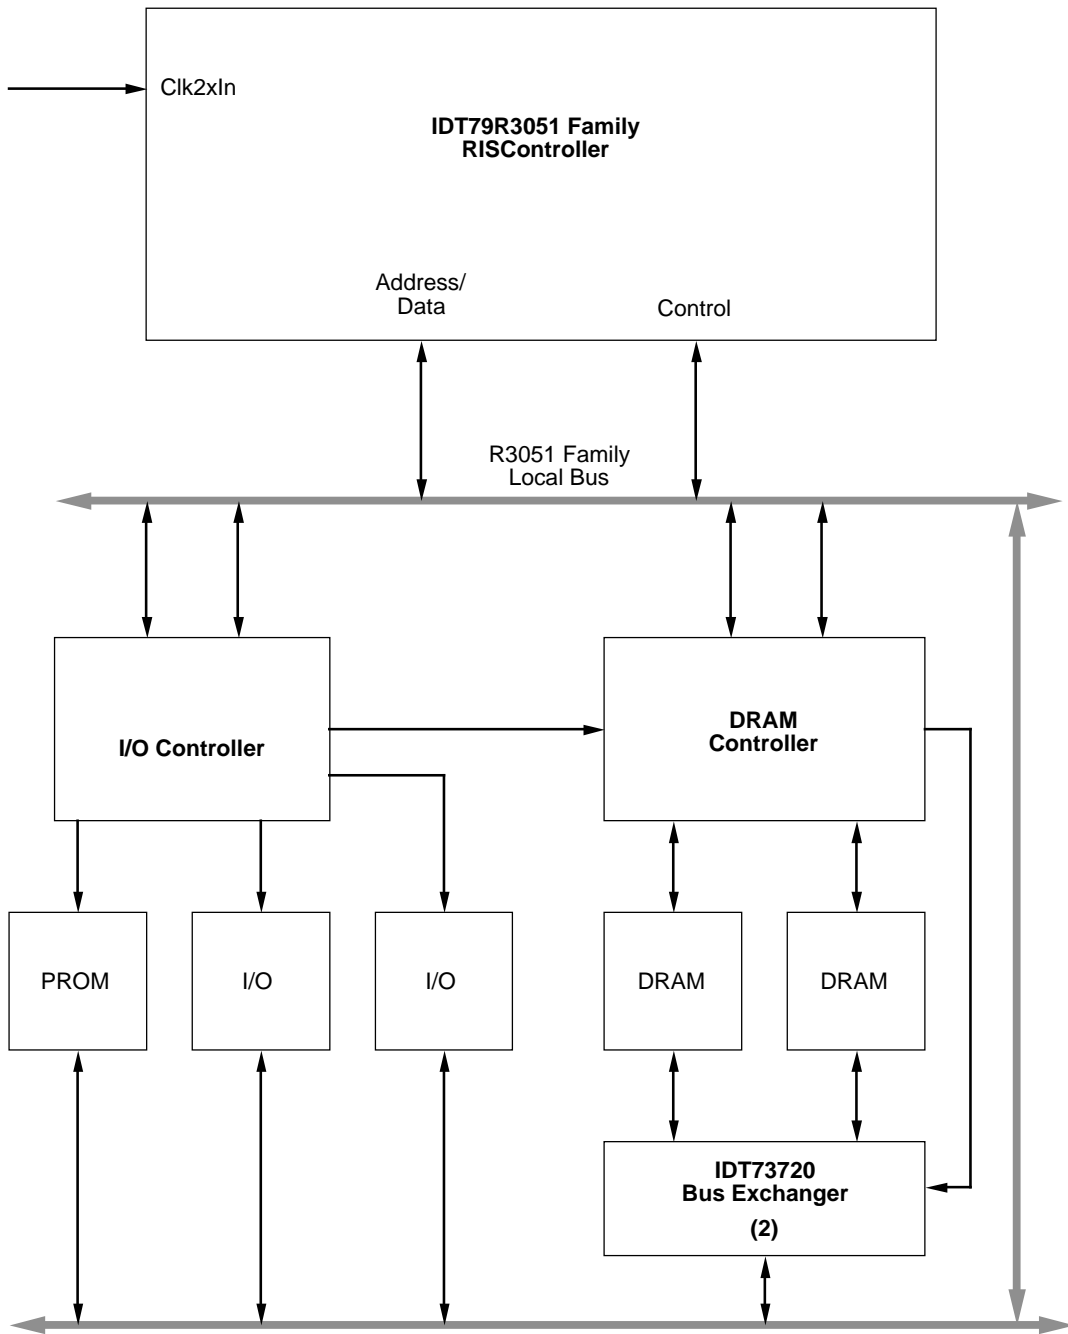 Clk2xIn
IDT79R3051 Family
RISController
Address/
Data
Control
R3051 Family
Local Bus
I/O Controller
DRAM
Controller
PROM
I/O
I/O
DRAM
DRAM
IDT73720
Bus Exchanger
(2)